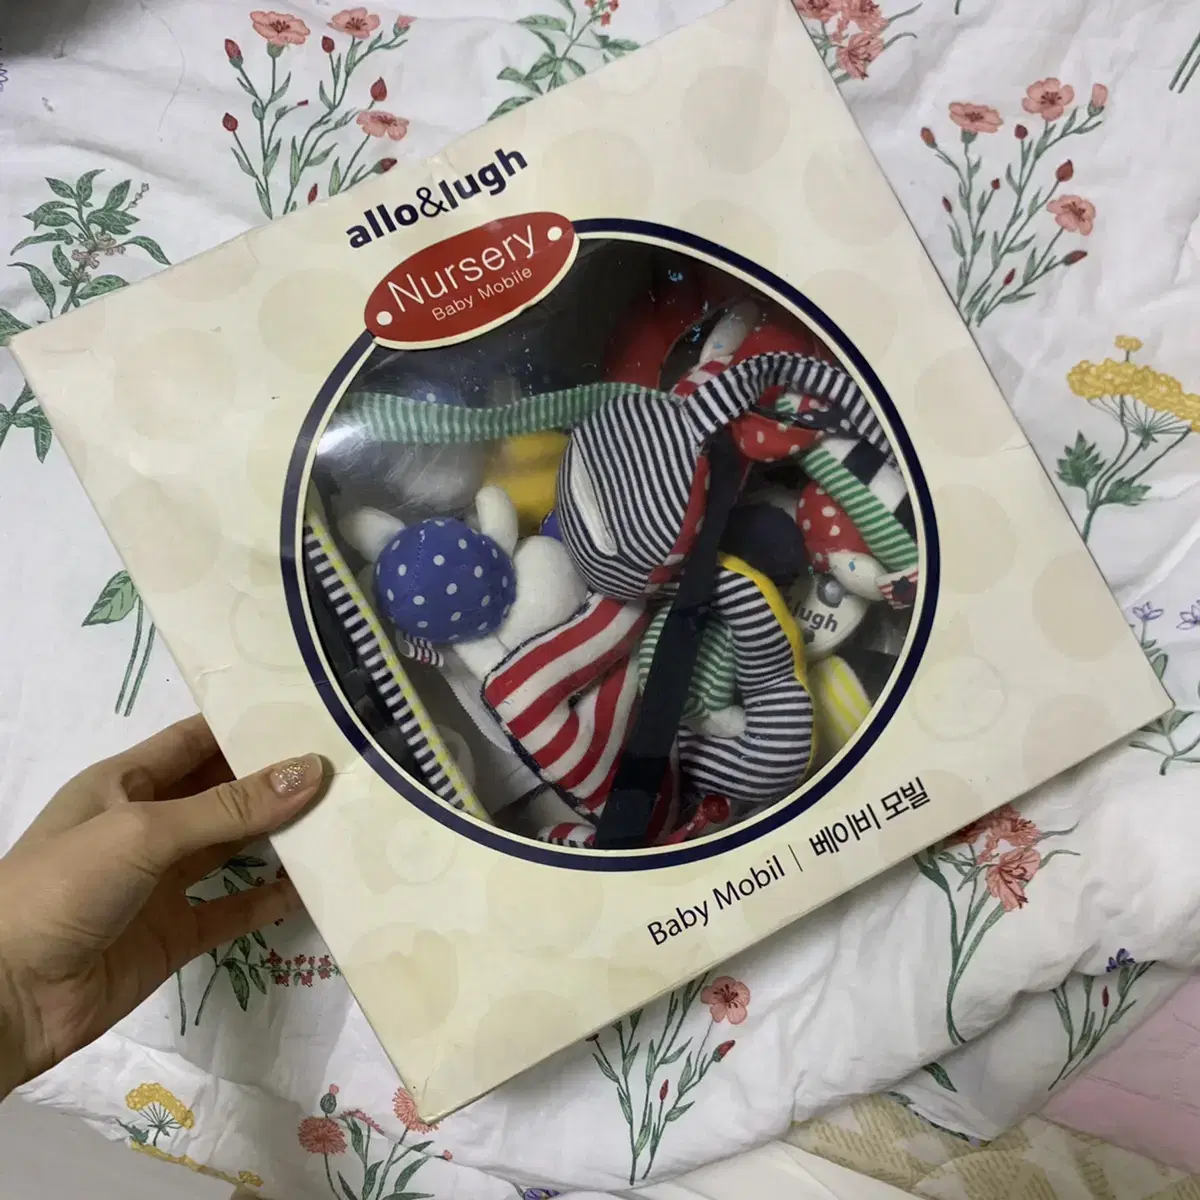 allo&lugh
Nursery
Baby Mobile
lugh
Baby Mobil | 베이비 모빌